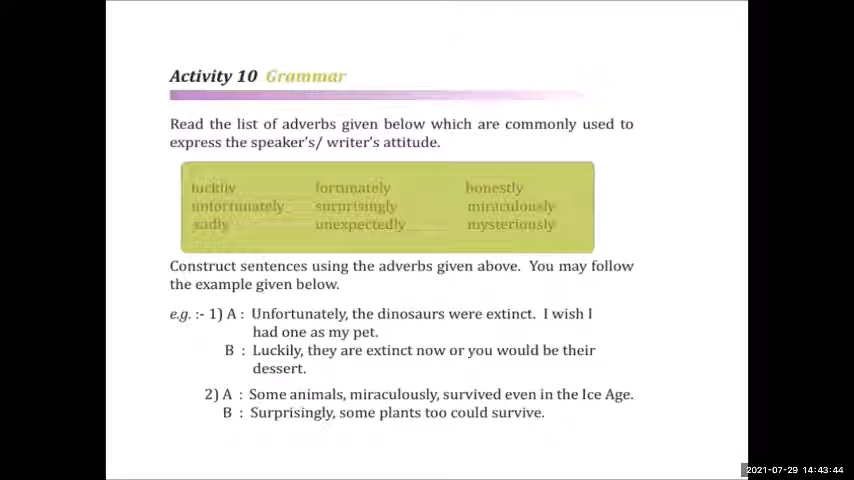 Activity 10 Grammar
Read the list of adverbs given below which are commonly used to
express the speaker's/ writer's attitude.
luckily fortunately honestly
unfortunately surprisingly miraculously
sadly unexpectedly mysteriously
Construct sentences using the adverbs given above. You may follow
the example given below.
e.g. :- 1) A : Unfortunately, the dinosaurs were extinct. I wish I
had one as my pet.
B : Luckily, they are extinct now or you would be their
dessert.
2) A : Some animals, miraculously, survived even in the Ice Age.
B : Surprisingly, some plants too could survive.
2021-07-29 14:43:44